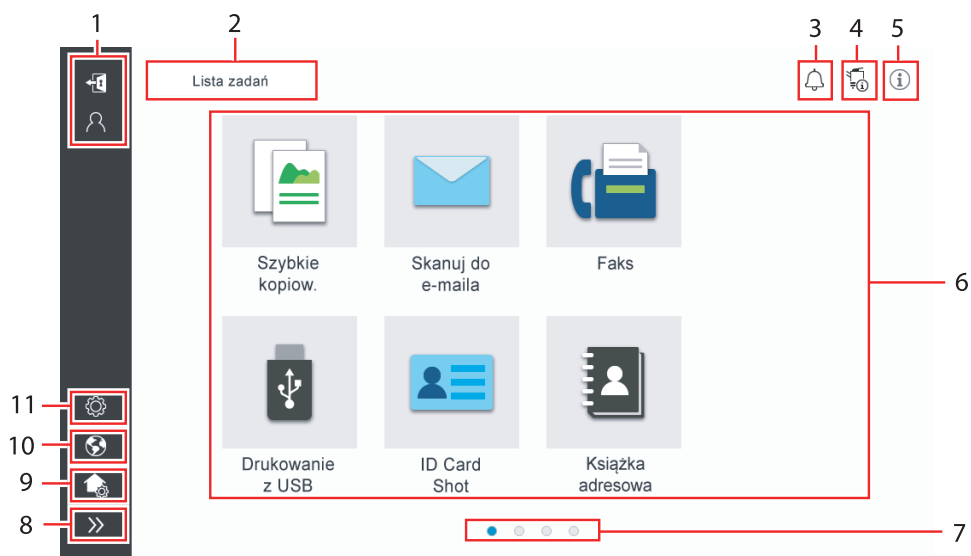 1
2
3
4
5
Lista zadań
Szybkie
kopiow.
Skanuj do
e-maila
Faks
6
Drukowanie
z USB
ID Card
Shot
Książka
adresowa
11
10
9
8
7